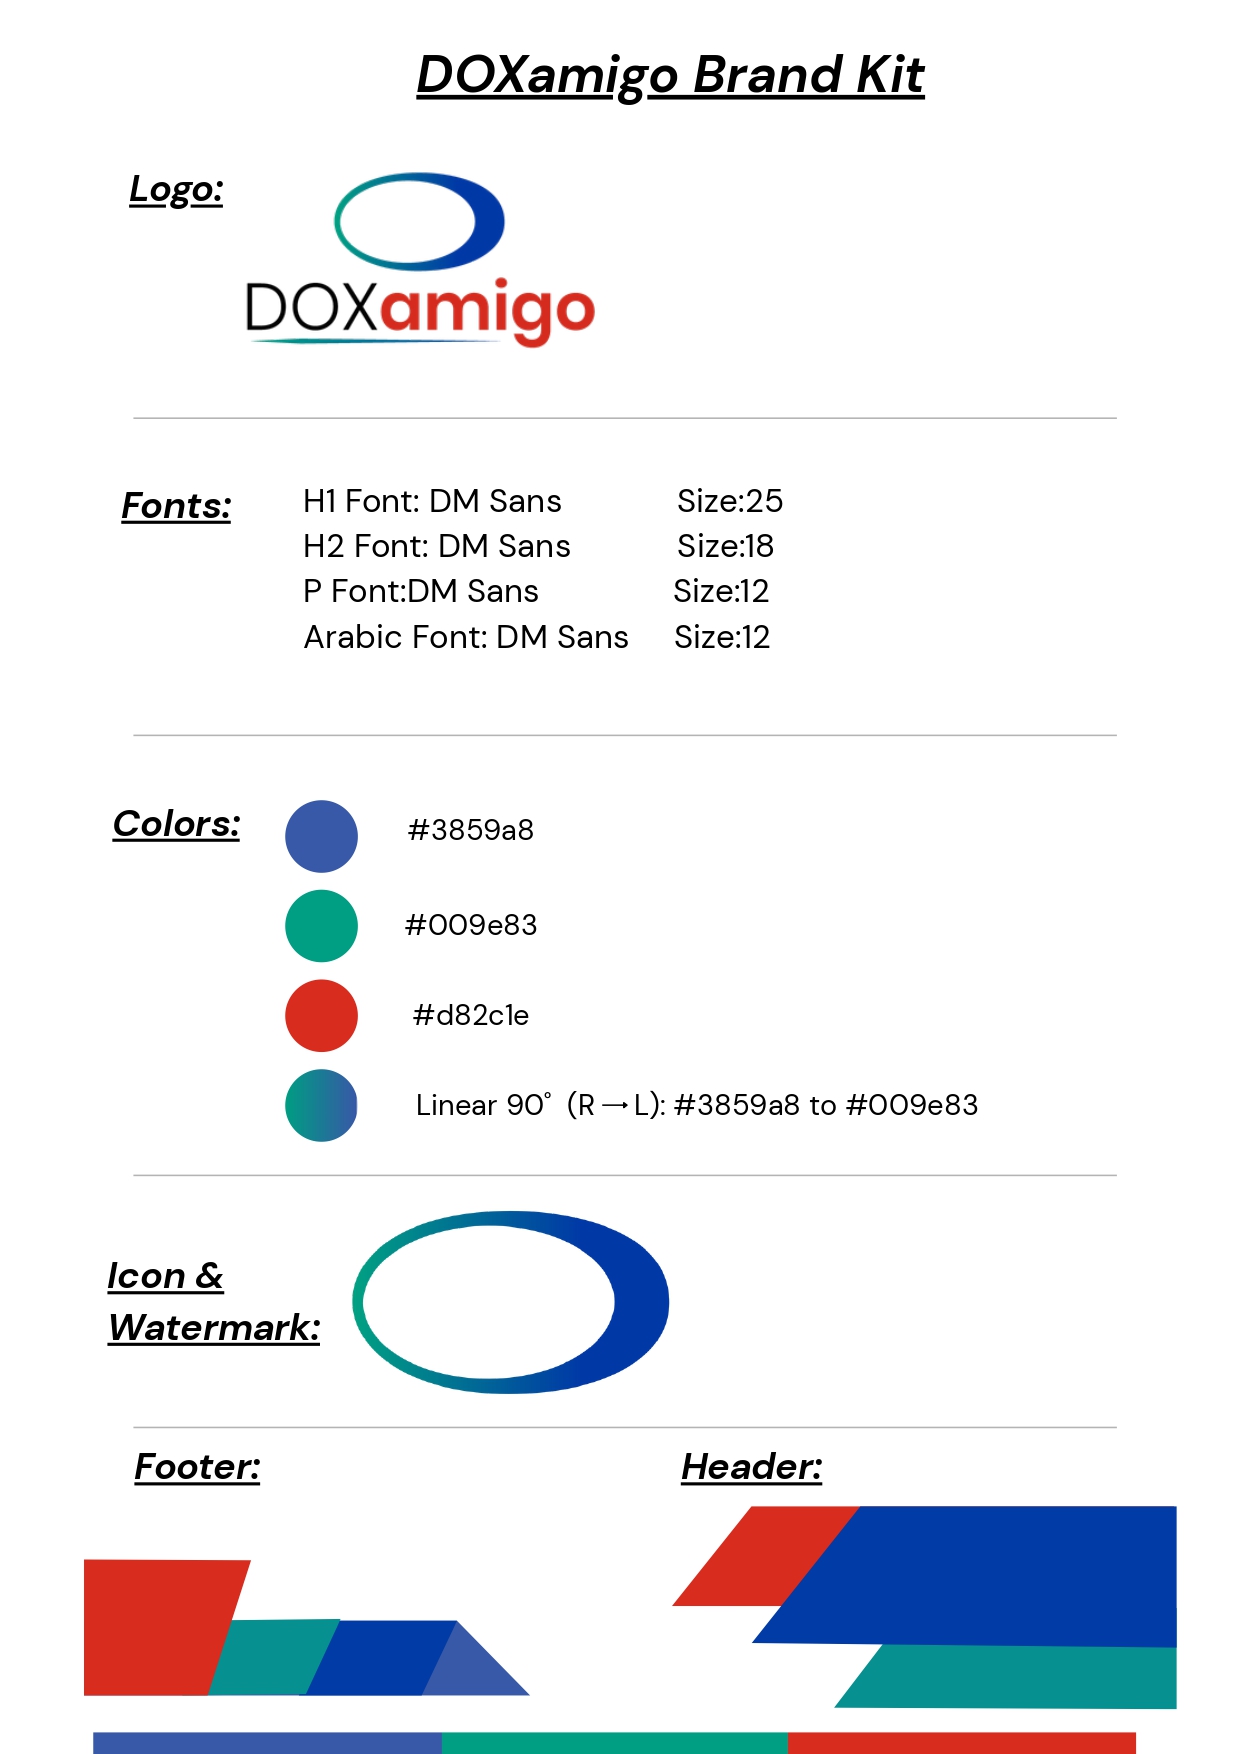 DOXamigo Brand Kit
Logo:
DOXamigo
Fonts:
H1 Font: DM Sans Size:25
H2 Font: DM Sans Size:18
P Font:DM Sans Size:12
Arabic Font: DM Sans Size:12
Colors:
#3859a8
#009e83
#d82c1e
Linear 90° (R→L): #3859a8 to #009e83
Icon &
Watermark:
Footer:
Header: